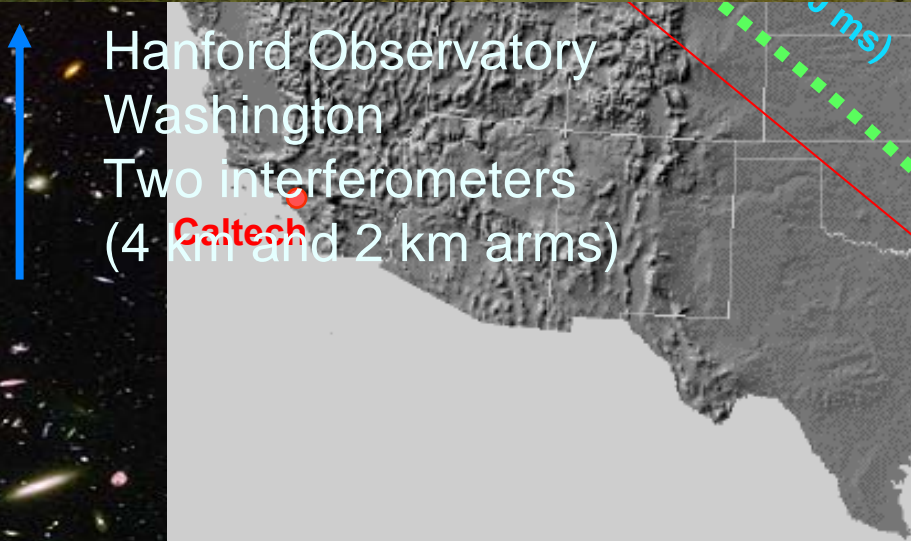 ms)
Hanford Observatory
Washington
Two interferometers
Caltech
(4 km and 2 km arms)